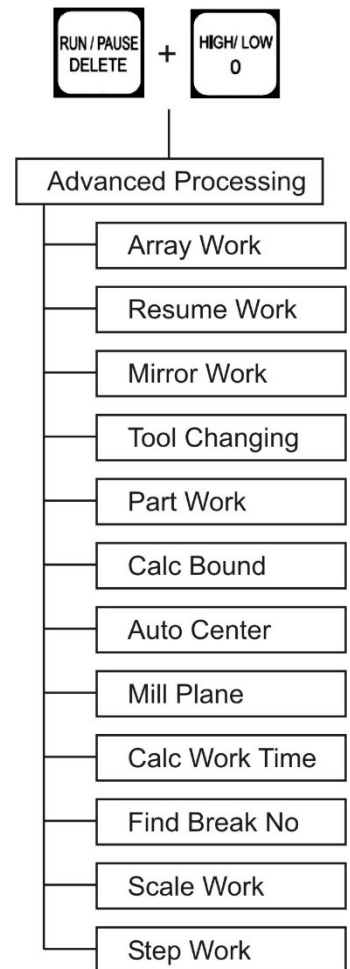 RUN / PAUSE
DELETE
+
HIGH/ LOW
0
Advanced Processing
Array Work
Resume Work
Mirror Work
Tool Changing
Part Work
Calc Bound
Auto Center
Mill Plane
Calc Work Time
Find Break No
Scale Work
Step Work